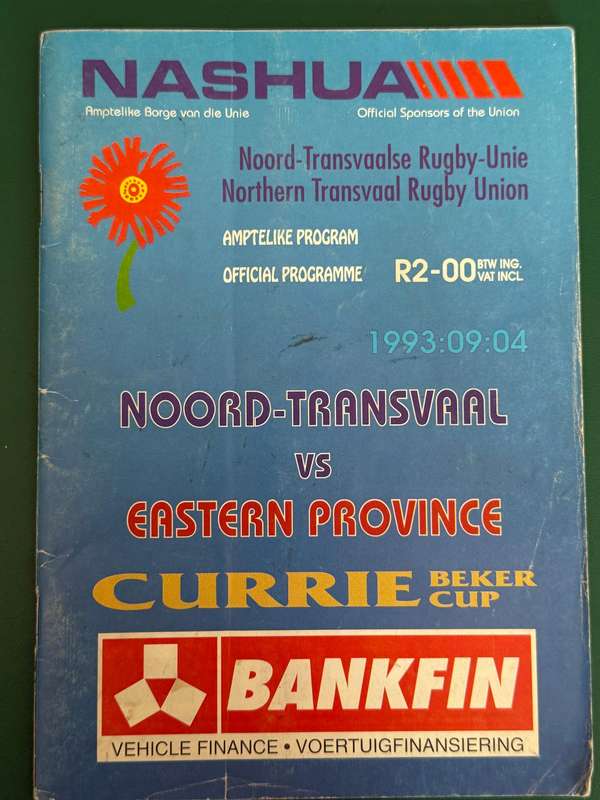 NASHUA
Amptelike Borge van die Unie Official Sponsors of the Union
Noord-Transvaalse Rugby-Unie
Northern Transvaal Rugby Union
AMPTELIKE PROGRAM
OFFICIAL PROGRAMME R2-00 BTW ING. VAT INCL.
1993:09:04
NOORD-TRANSVAAL
VS
EASTERN PROVINCE
CURRIE BEKER CUP
BANKFIN
VEHICLE FINANCE • VOERTUIGFINANSIERING